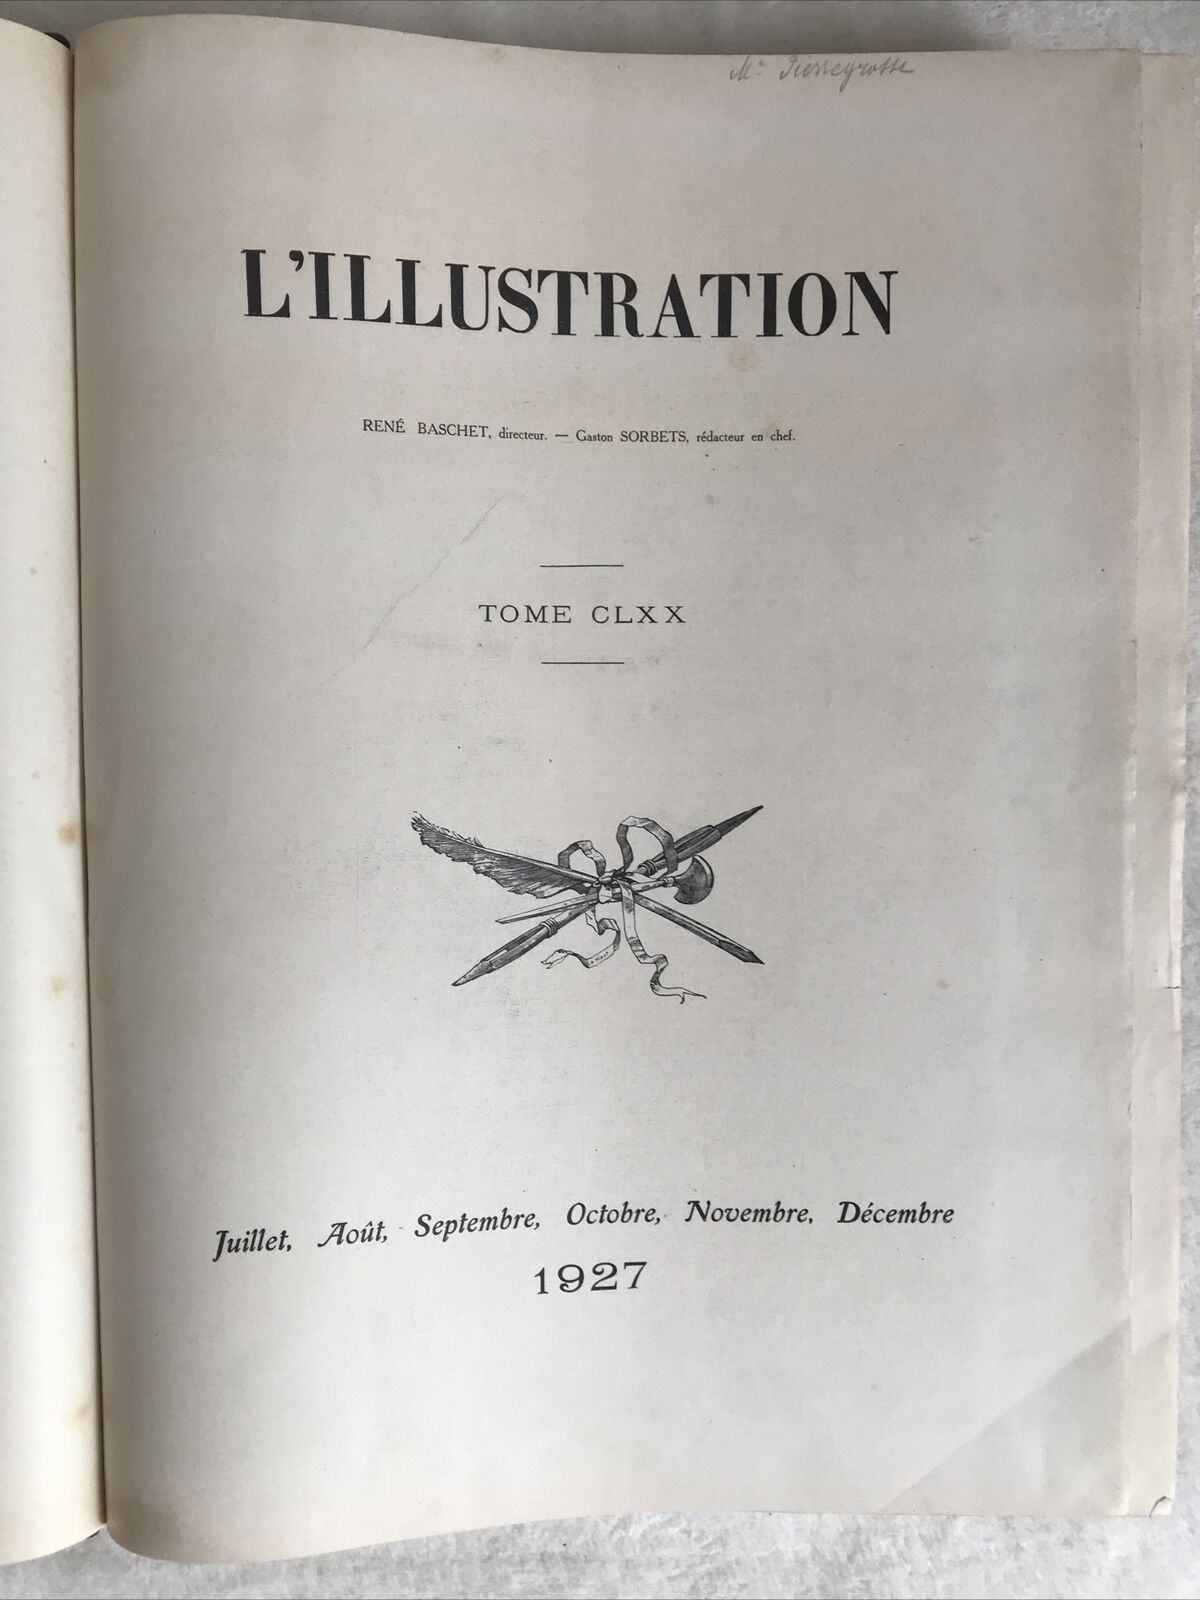 L'ILLUSTRATION
RENÉ BASCHET, directeur. — Gaston SORBETS, rédacteur en chef.
TOME CLXX
Juillet, Août, Septembre, Octobre, Novembre, Décembre
1927